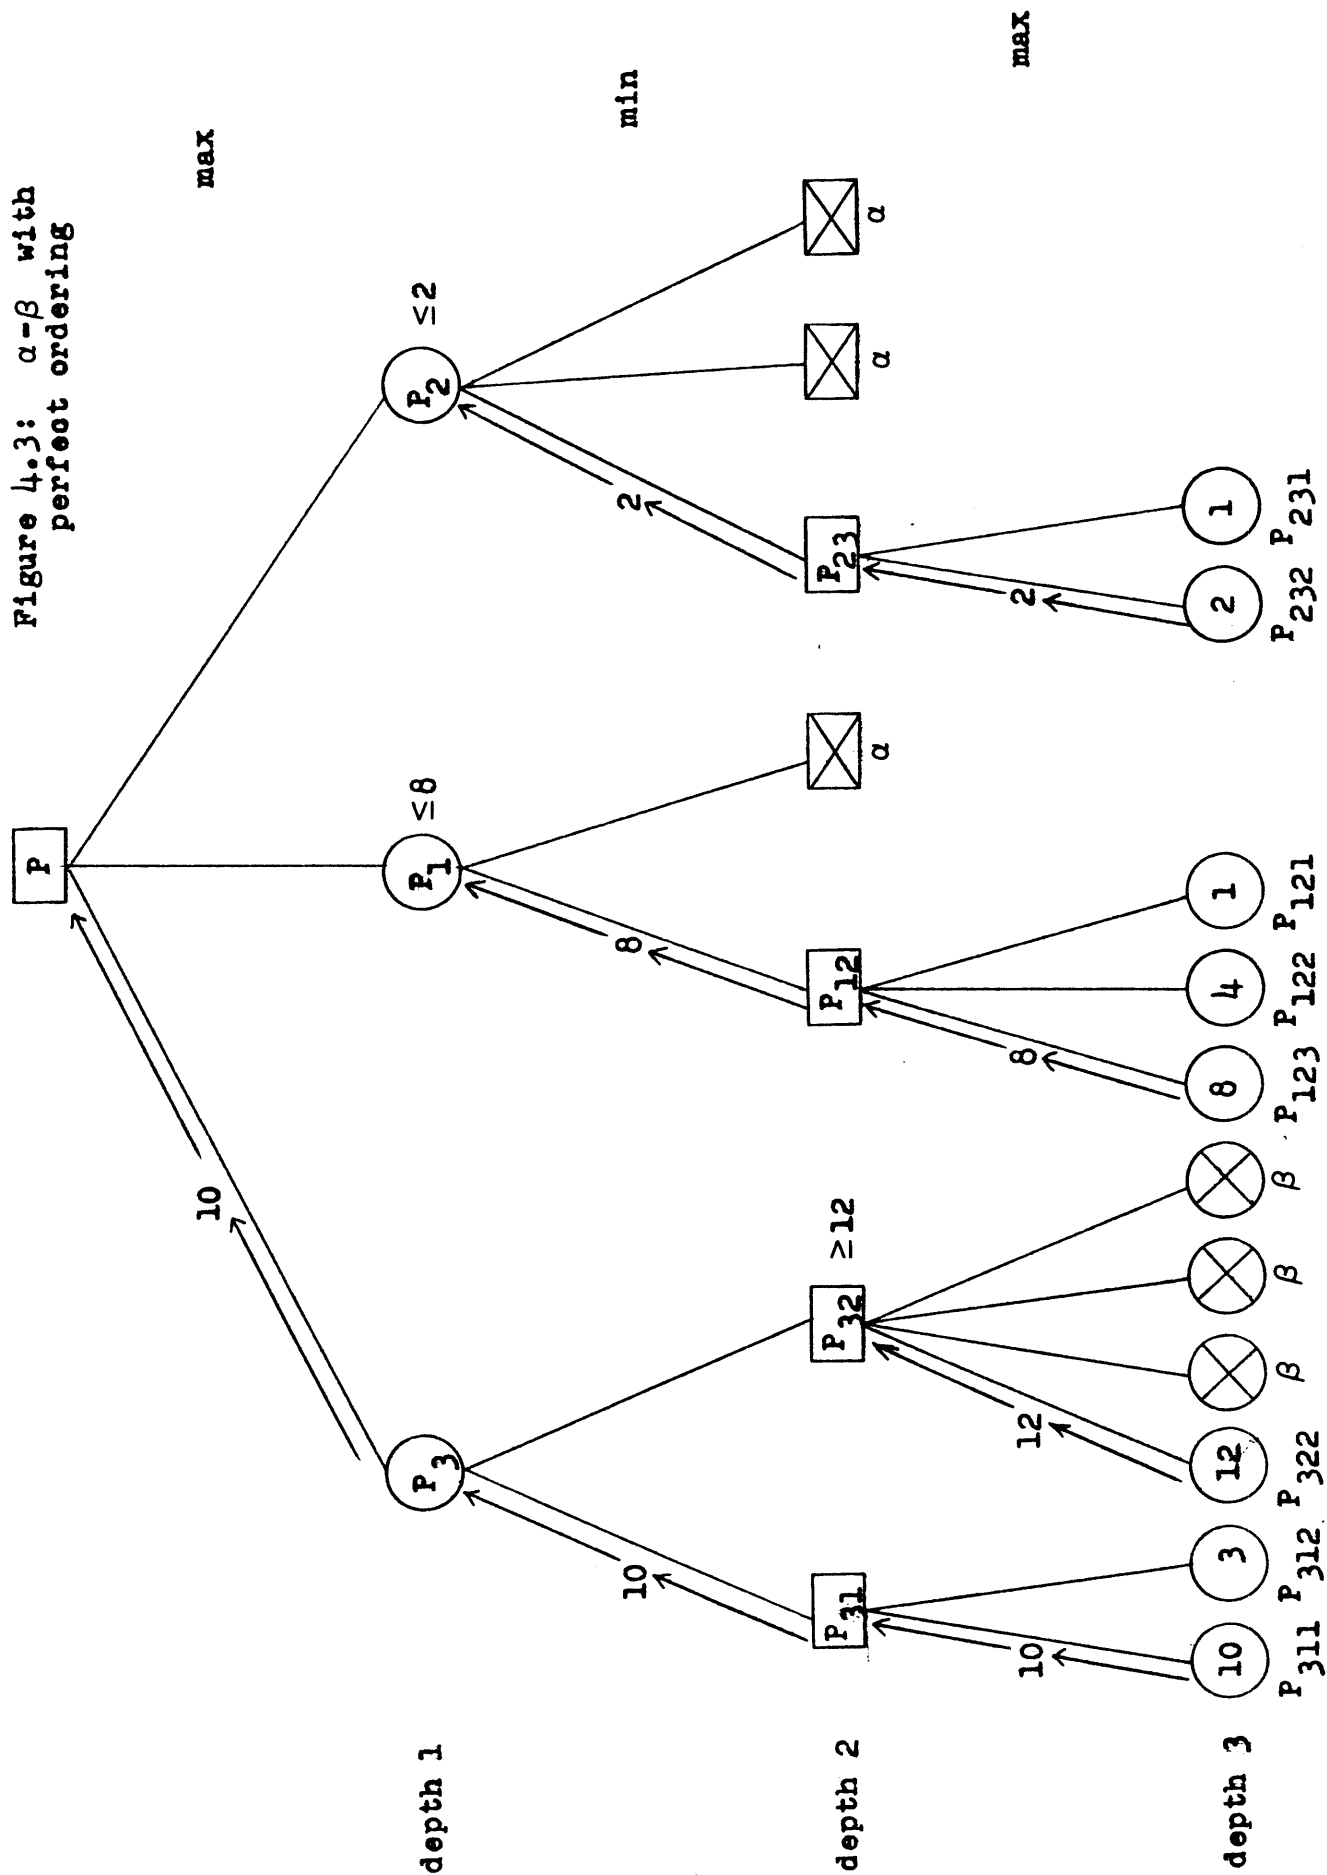 Figure 4.3: α-β with
perfect ordering
P
max
10
depth 1
P3
P1
≤8
P2
≤2
min
10
8
2
depth 2
P31
P32
≥12
P12
α
P23
α
α
max
10
12
8
2
depth 3
10
3
12
8
4
1
2
1
P311
P312
P322
β
β
β
P123
P122
P121
P232
P231